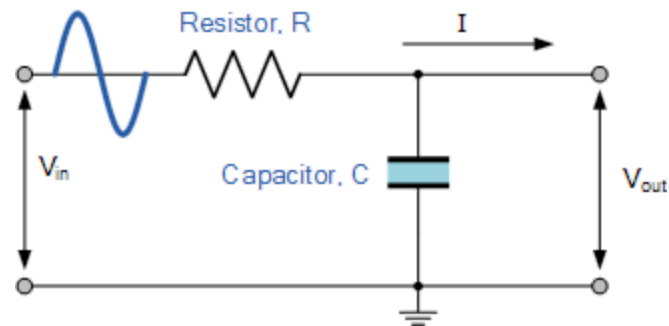 Resistor, R
I
Vin
Capacitor, C
Vout